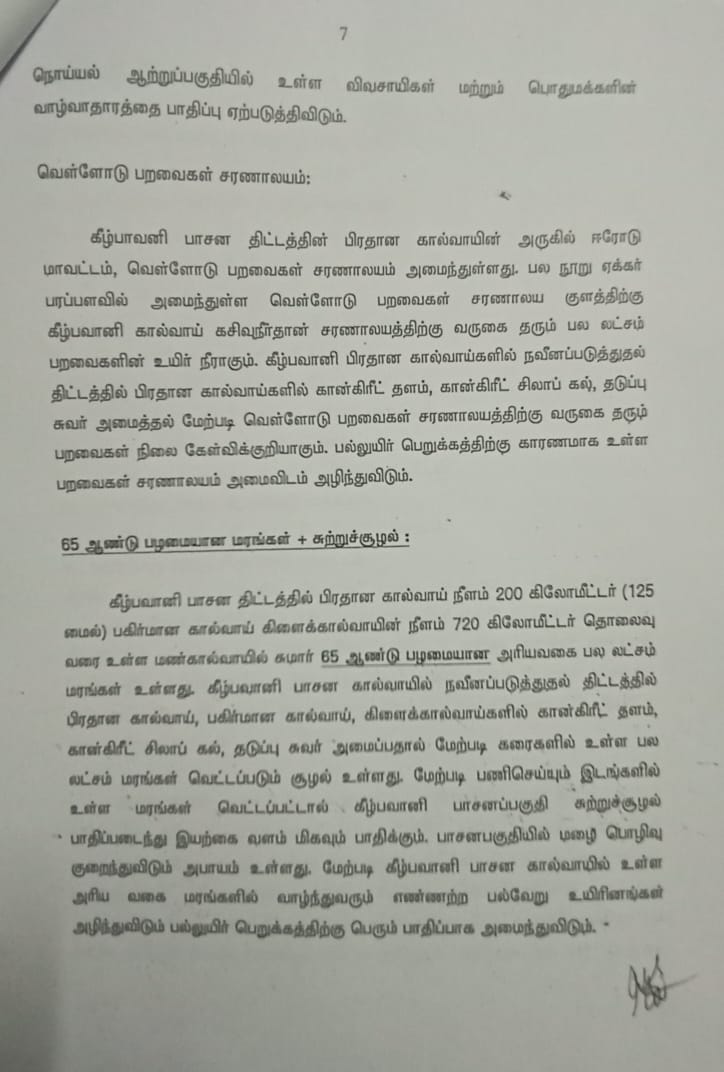 7
நொய்யல் ஆற்றுப்பகுதியில் உள்ள விவசாயிகள் மற்றும் பொதுமக்களின்
வாழ்வாதாரத்தை பாதிப்பு ஏற்படுத்திவிடும்.
வெள்ளோடு பறவைகள் சரணாலயம்:
கீழ்பாவனி பாசன திட்டத்தின் பிரதான கால்வாயின் அருகில் ஈரோடு
மாவட்டம், வெள்ளோடு பறவைகள் சரணாலயம் அமைந்துள்ளது. பல நூறு ஏக்கர்
பரப்பளவில் அமைந்துள்ள வெள்ளோடு பறவைகள் சரணாலய குளத்திற்கு
கீழ்பவானி கால்வாய் கசிவுநீர்தான் சரணாலயத்திற்கு வருகை தரும் பல லட்சம்
பறவைகளின் உயிர் நீராகும். கீழ்பவானி பிரதான கால்வாய்களில் நவீனப்படுத்துதல்
திட்டத்தில் பிரதான கால்வாய்களில் கான்கிரீட் தளம், கான்கிரீட் சிலாப் கல், தடுப்பு
சுவர் அமைத்தல் மேற்படி வெள்ளோடு பறவைகள் சரணாலயத்திற்கு வருகை தரும்
பறவைகள் நிலை கேள்விக்குறியாகும். பல்லுயிர் பெறுக்கத்திற்கு காரணமாக உள்ள
பறவைகள் சரணாலயம் அமைவிடம் அழிந்துவிடும்.
65 ஆண்டு பழமையான மரங்கள் + சுற்றுச்சூழல் :
கீழ்பவானி பாசன திட்டத்தில் பிரதான கால்வாய் நீளம் 200 கிலோமீட்டர் (125
மைல்) பகிர்மான கால்வாய் கிளைக்கால்வாயின் நீளம் 720 கிலோமீட்டர் தொலைவு
வரை உள்ள மண்கால்வாயில் சுமார் 65 ஆண்டு பழமையான அரியவகை பல லட்சம்
மரங்கள் உள்ளது. கீழ்பவானி பாசன கால்வாயில் நவீனப்படுத்துதல் திட்டத்தில்
பிரதான கால்வாய், பகிர்மான கால்வாய், கிளைக்கால்வாய்களில் கான்கிரீட் தளம்,
கான்கிரீட் சிலாப் கல், தடுப்பு சுவர் அமைப்பதால் மேற்படி கரைகளில் உள்ள பல
லட்சம் மரங்கள் வெட்டப்படும் சூழல் உள்ளது. மேற்படி பணிசெய்யும் இடங்களில்
உள்ள மரங்கள் வெட்டப்பட்டால் கீழ்பவானி பாசனப்பகுதி சுற்றுச்சூழல்
பாதிப்படைந்து இயற்கை வளம் மிகவும் பாதிக்கும். பாசனபகுதியில் மழை பொழிவு
குறைந்துவிடும் அபாயம் உள்ளது. மேற்படி கீழ்பவானி பாசன கால்வாயில் உள்ள
அரிய வகை மரங்களில் வாழ்ந்துவரும் எண்ணற்ற பல்வேறு உயிரினங்கள்
அழிந்துவிடும் பல்லுயிர் பெறுக்கத்திற்கு பெரும் பாதிப்பாக அமைந்துவிடும். -